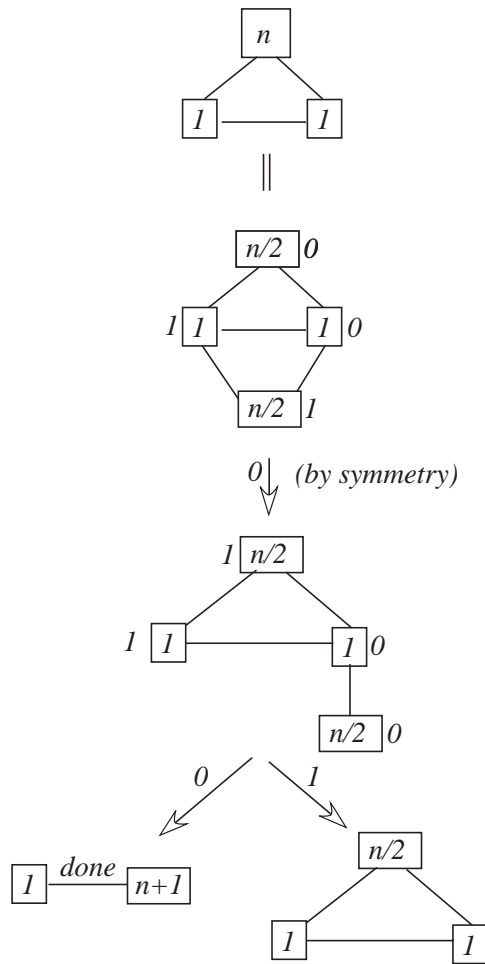 n
1 1
||
n/2 0
1 1 1 0
n/2 1
0 (by symmetry)
1 n/2
1 1 1 0
n/2 0
0 1
n/2
1 done n+1
1 1